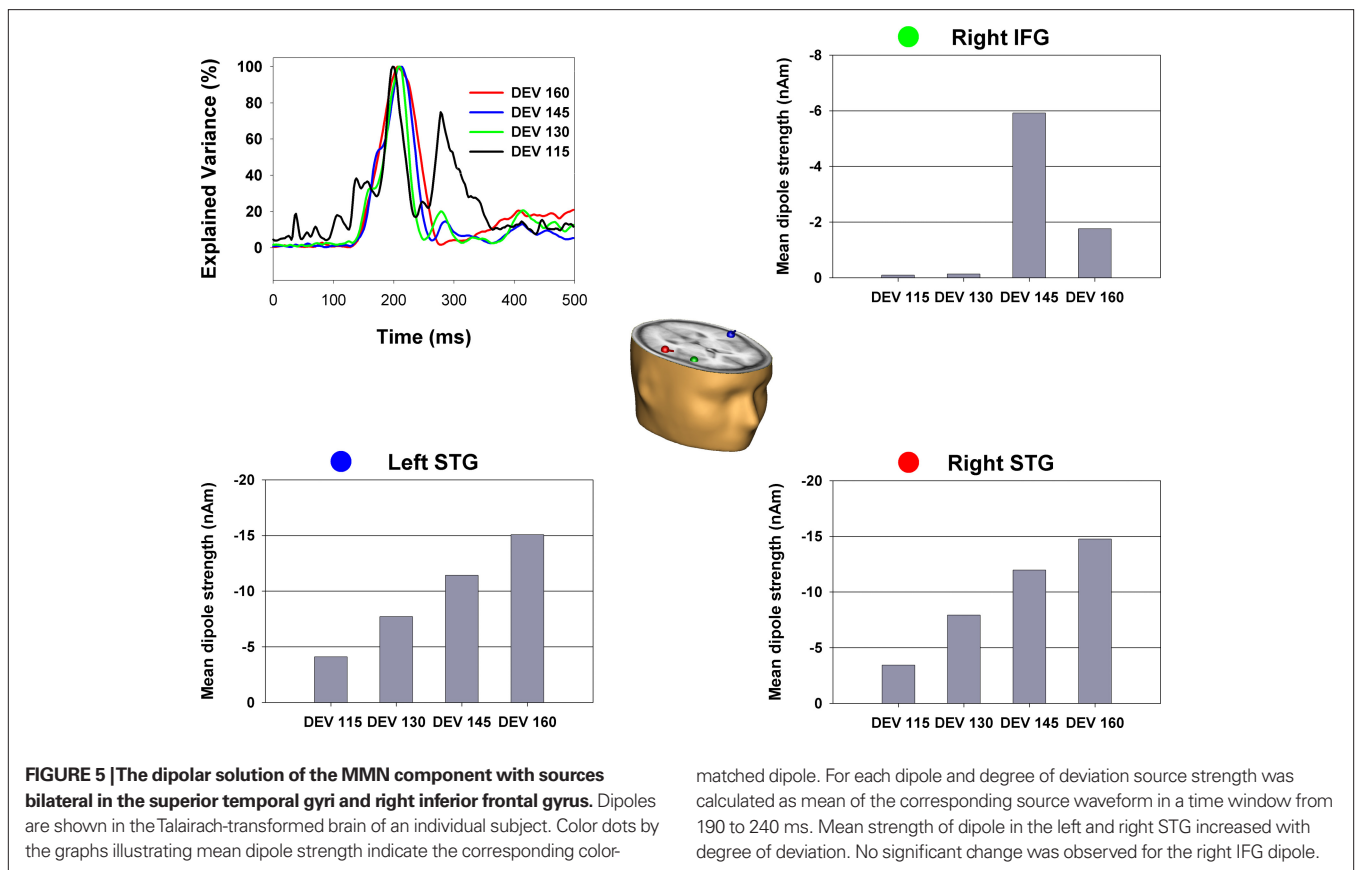 Explained Variance (%)
100
80
60
40
20
0
0 100 200 300 400 500
Time (ms)
DEV 160
DEV 145
DEV 130
DEV 115
Right IFG
Mean dipole strength (nAm)
-8
-6
-4
-2
0
DEV 115 DEV 130 DEV 145 DEV 160
Left STG
Mean dipole strength (nAm)
-20
-15
-10
-5
0
DEV 115 DEV 130 DEV 145 DEV 160
Right STG
Mean dipole strength (nAm)
-20
-15
-10
-5
0
DEV 115 DEV 130 DEV 145 DEV 160
FIGURE 5 | The dipolar solution of the MMN component with sources
bilateral in the superior temporal gyri and right inferior frontal gyrus. Dipoles
are shown in the Talairach-transformed brain of an individual subject. Color dots by
the graphs illustrating mean dipole strength indicate the corresponding color-
matched dipole. For each dipole and degree of deviation source strength was
calculated as mean of the corresponding source waveform in a time window from
190 to 240 ms. Mean strength of dipole in the left and right STG increased with
degree of deviation. No significant change was observed for the right IFG dipole.